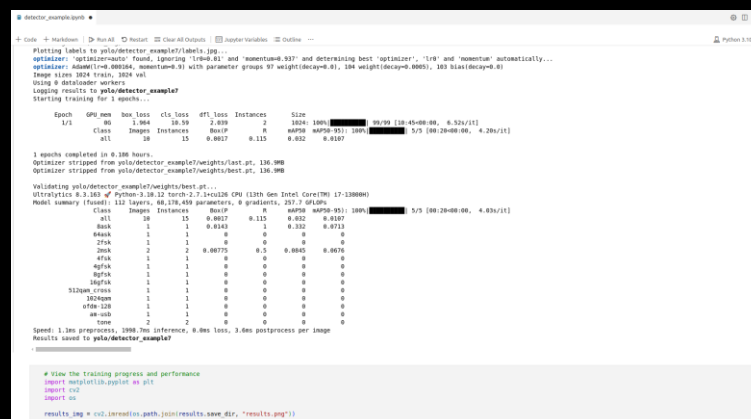 detector_example.ipynb
+ Code + Markdown | Run All Restart Clear All Outputs | Jupyter Variables Outline ...
Python 3.10
Plotting labels to yolo/detector_example7/labels.jpg...
optimizer: 'optimizer=auto' found, ignoring 'lr0=0.01' and 'momentum=0.937' and determining best 'optimizer', 'lr0' and 'momentum' automatically...
optimizer: AdamW(lr=0.000164, momentum=0.9) with parameter groups 97 weight(decay=0.0), 104 weight(decay=0.0005), 103 bias(decay=0.0)
Image sizes 1024 train, 1024 val
Using 0 dataloader workers
Logging results to yolo/detector_example7
Starting training for 1 epochs...
Epoch GPU_mem box_loss cls_loss dfl_loss Instances Size
1/1 0G 1.964 10.59 2.039 2 1024: 100% 99/99 [10:45<00:00, 6.52s/it]
Class Images Instances Box(P R mAP50 mAP50-95): 100% 5/5 [00:20<00:00, 4.20s/it]
all 10 15 0.0017 0.115 0.032 0.0107
1 epochs completed in 0.186 hours.
Optimizer stripped from yolo/detector_example7/weights/last.pt, 136.9MB
Optimizer stripped from yolo/detector_example7/weights/best.pt, 136.9MB
Validating yolo/detector_example7/weights/best.pt...
Ultralytics 8.3.163 🚀 Python-3.10.12 torch-2.7.1+cu126 CPU (13th Gen Intel Core(TM) i7-13800H)
Model summary (fused): 112 layers, 68,178,459 parameters, 0 gradients, 257.7 GFLOPs
Class Images Instances Box(P R mAP50 mAP50-95): 100% 5/5 [00:20<00:00, 4.03s/it]
all 10 15 0.0017 0.115 0.032 0.0107
8ask 1 1 0.0143 1 0.332 0.0713
64ask 1 1 0 0 0 0
2fsk 1 1 0 0 0 0
2msk 2 2 0.00775 0.5 0.0845 0.0676
4fsk 1 1 0 0 0 0
4gfsk 1 1 0 0 0 0
8gfsk 1 1 0 0 0 0
16gfsk 1 1 0 0 0 0
512qam_cross 1 1 0 0 0 0
1024qam 1 1 0 0 0 0
ofdm-128 1 1 0 0 0 0
am-usb 1 1 0 0 0 0
tone 2 2 0 0 0 0
Speed: 1.1ms preprocess, 1998.7ms inference, 0.0ms loss, 3.6ms postprocess per image
Results saved to yolo/detector_example7
# View the training progress and performance
import matplotlib.pyplot as plt
import cv2
import os
results_img = cv2.imread(os.path.join(results.save_dir, "results.png"))